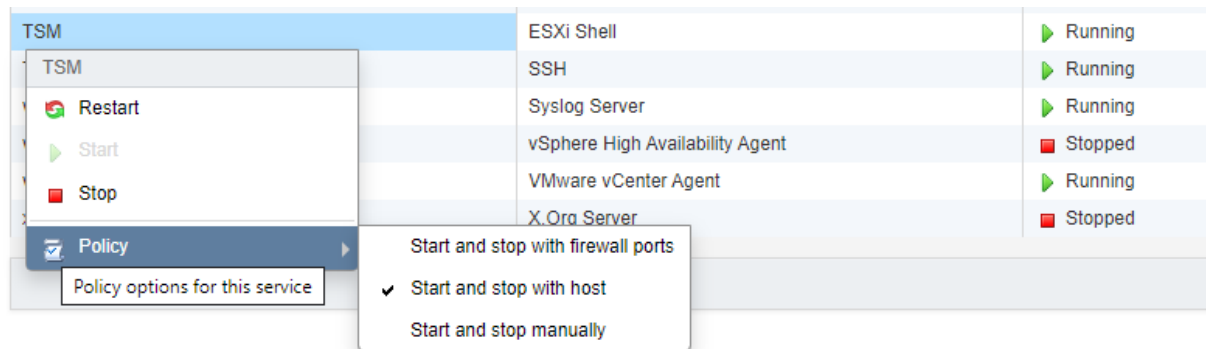 TSM ESXi Shell Running
TSM
SSH Running
Restart
Syslog Server Running
Start
vSphere High Availability Agent Stopped
Stop
VMware vCenter Agent Running
X.Org Server Stopped
Policy
Start and stop with firewall ports
Policy options for this service
Start and stop with host
Start and stop manually